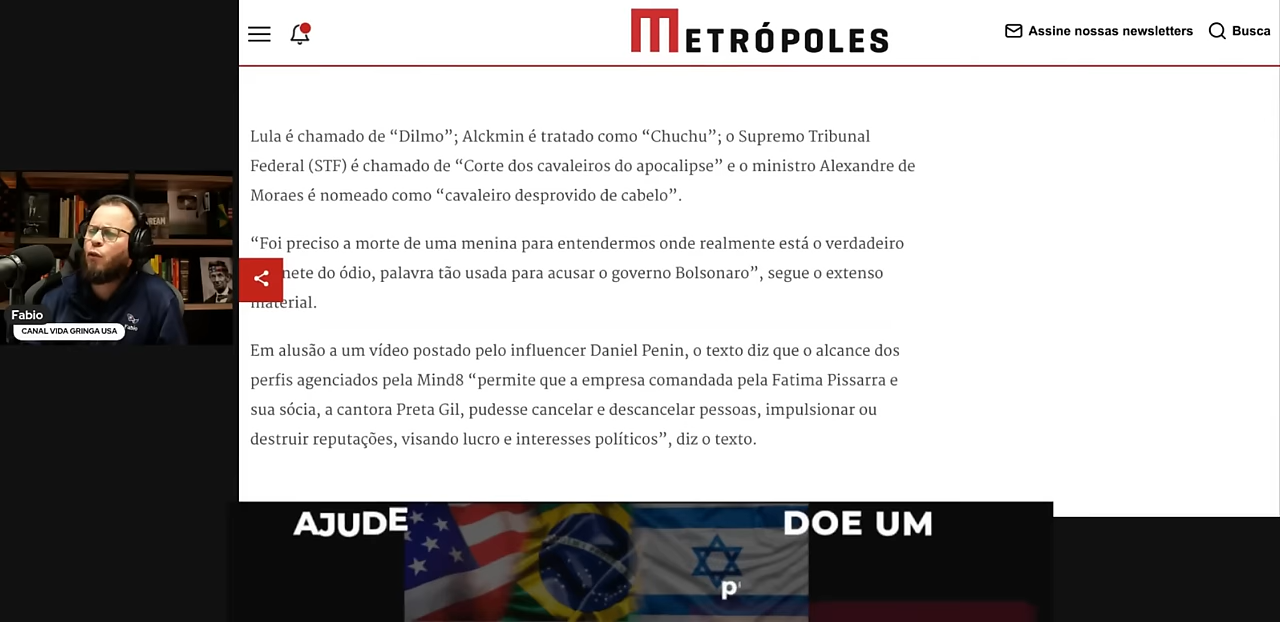 METRÓPOLES
Assine nossas newsletters
Busca
Lula é chamado de “Dilmo”; Alckmin é tratado como “Chuchu”; o Supremo Tribunal
Federal (STF) é chamado de “Corte dos cavaleiros do apocalipse” e o ministro Alexandre de
Moraes é nomeado como “cavaleiro desprovido de cabelo”.
“Foi preciso a morte de uma menina para entendermos onde realmente está o verdadeiro
nete do ódio, palavra tão usada para acusar o governo Bolsonaro”, segue o extenso
material.
Em alusão a um vídeo postado pelo influencer Daniel Penin, o texto diz que o alcance dos
perfis agenciados pela Mind8 “permite que a empresa comandada pela Fatima Pissarra e
sua sócia, a cantora Preta Gil, pudesse cancelar e descancelar pessoas, impulsionar ou
destruir reputações, visando lucro e interesses políticos”, diz o texto.
Fabio
CANAL VIDA GRINGA USA
AJUDE
DOE UM